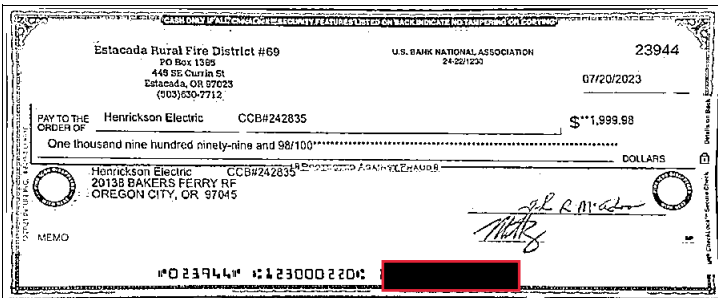 CASH ONLY IF ALL CheckLock™ SECURITY FEATURES LISTED ON BACK INDICATE NO TAMPERING OR COPYING
Estacada Rural Fire District #69
PO Box 1385
445 SE Currin St
Estacada, OR 97023
(503)630-7712
U.S. BANK NATIONAL ASSOCIATION
24-22/1230
23944
07/20/2023
PAY TO THE
ORDER OF
Henrickson Electric CCB#242835
$**1,999.98
One thousand nine hundred ninety-nine and 98/100
DOLLARS
Details on Back
Henrickson Electric CCB#242835
20138 BAKERS FERRY RF
OREGON CITY, OR 97045
MEMO
MP
⑈023944⑈ ⑆123000220⑆